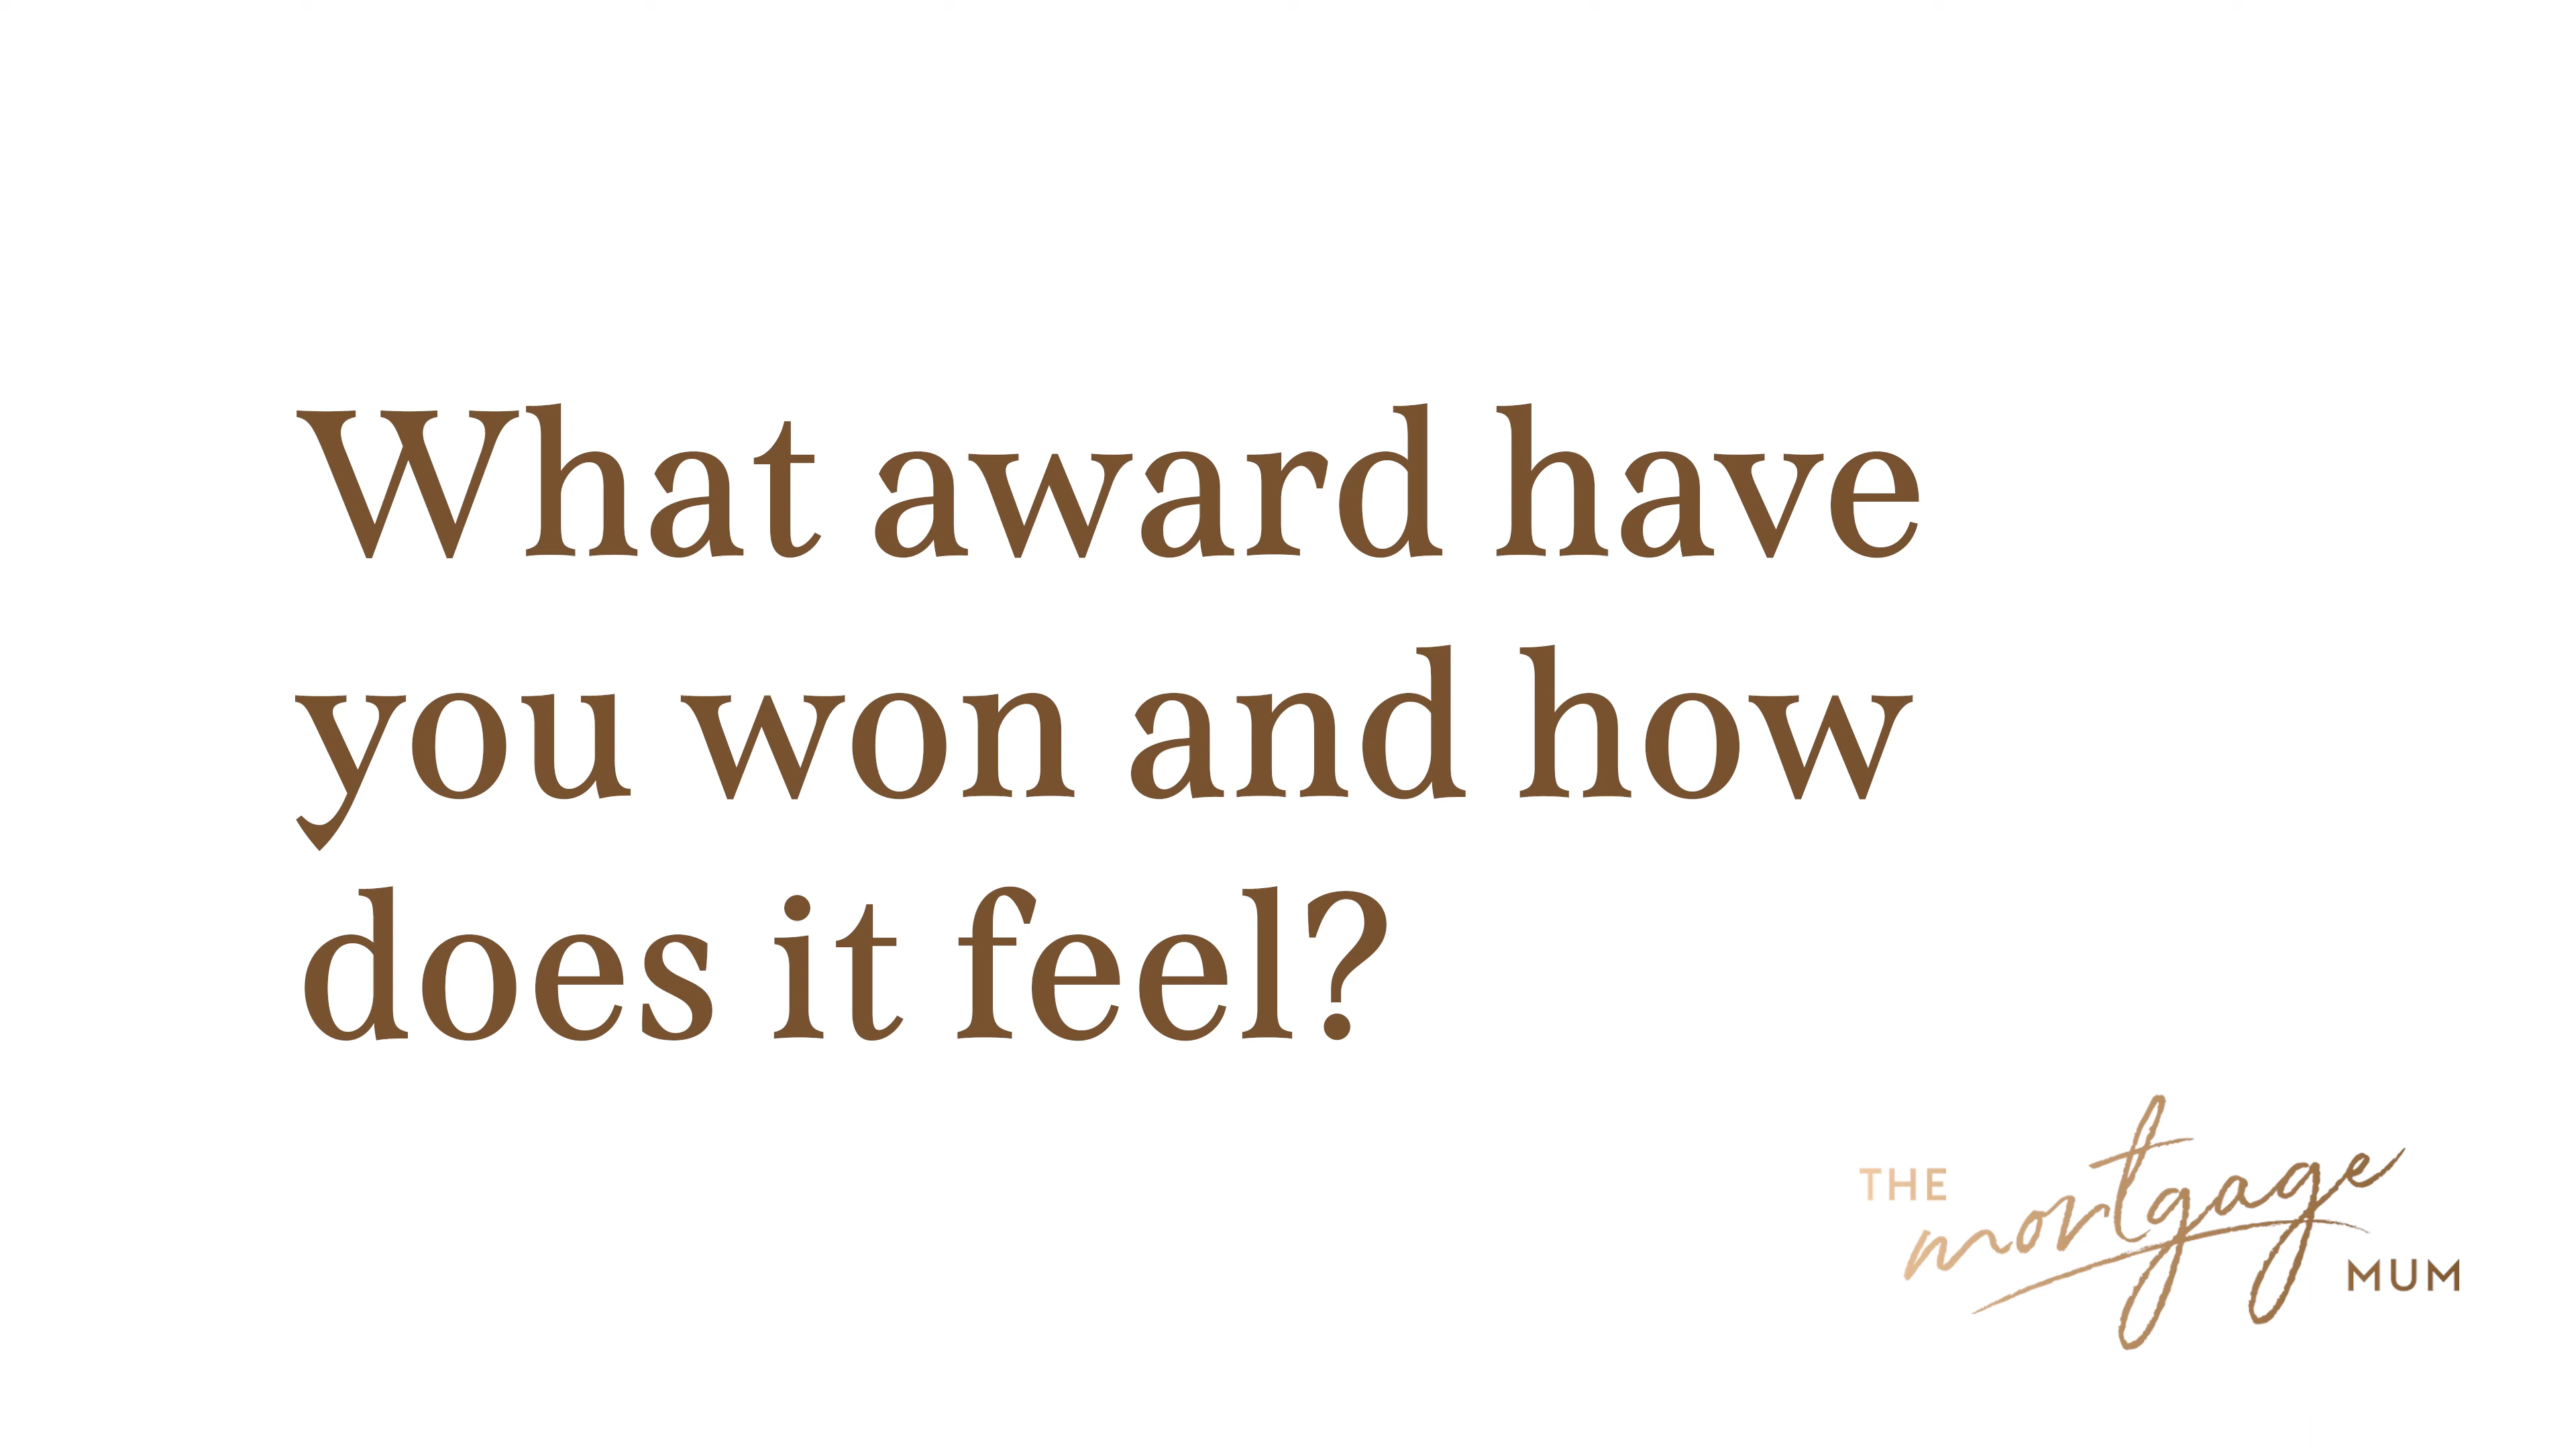 What award have
you won and how
does it feel?
THE
mortgage
MUM